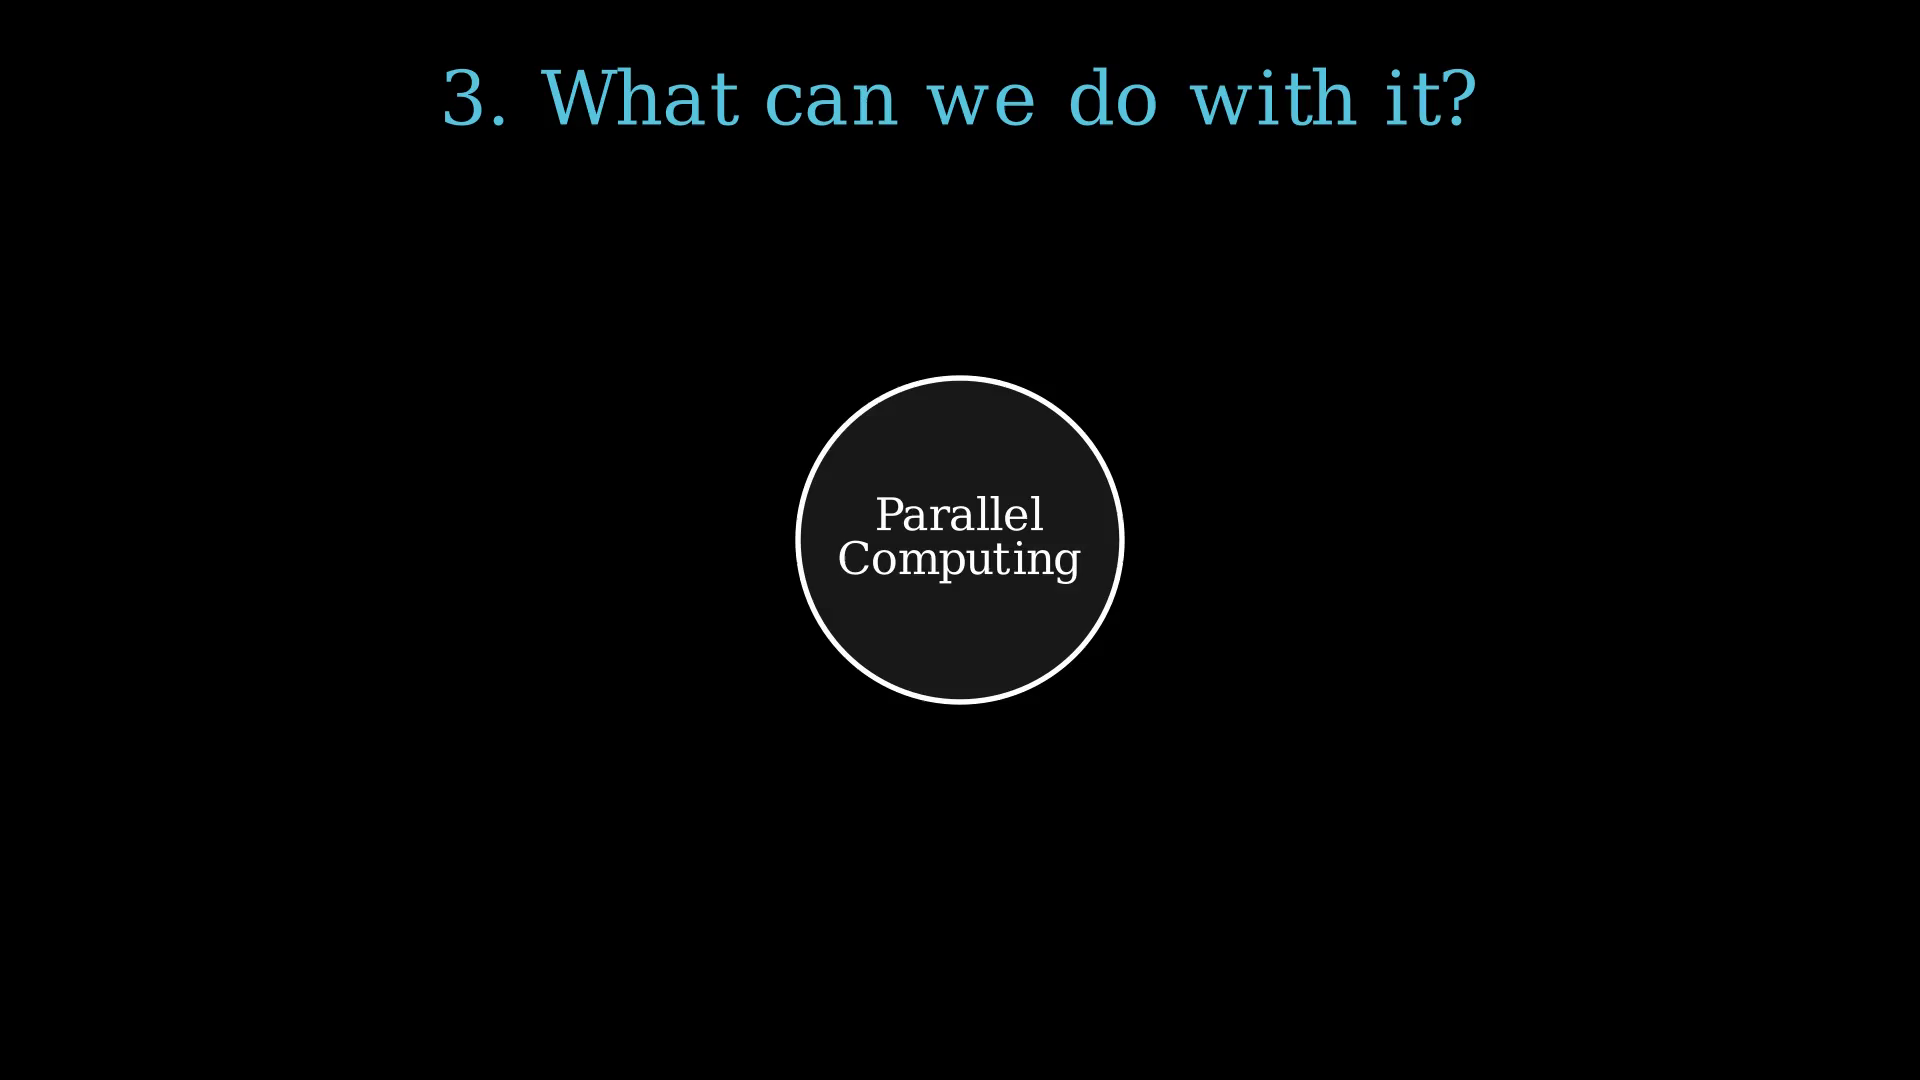 3. What can we do with it?
Parallel
Computing